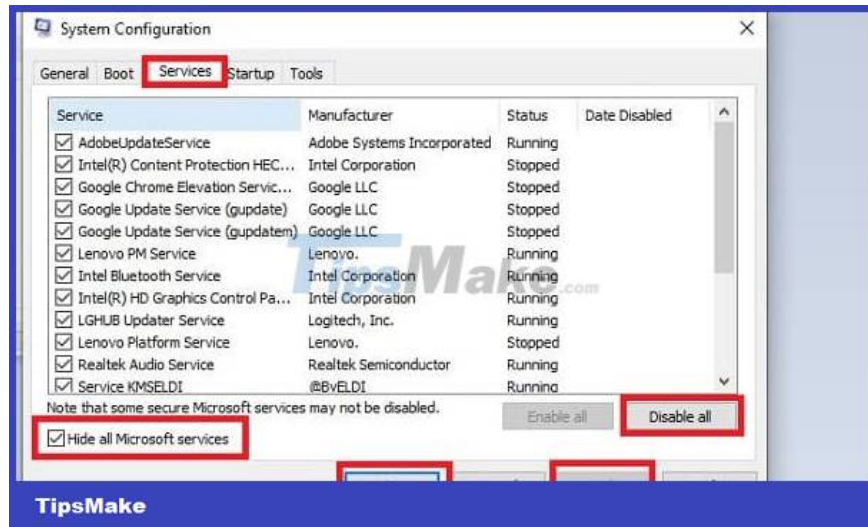 System Configuration
General Boot Services Startup Tools
Service Manufacturer Status Date Disabled
AdobeUpdateService Adobe Systems Incorporated Running
Intel(R) Content Protection HEC... Intel Corporation Stopped
Google Chrome Elevation Servic... Google LLC Stopped
Google Update Service (gupdate) Google LLC Stopped
Google Update Service (gupdatem) Google LLC Stopped
Lenovo PM Service Lenovo. Running
Intel Bluetooth Service Intel Corporation Running
Intel(R) HD Graphics Control Pa... Intel Corporation Running
LGHUB Updater Service Logitech, Inc. Running
Lenovo Platform Service Lenovo. Stopped
Realtek Audio Service Realtek Semiconductor Running
Service KMSELDI @ByELDI Running
TipsMake.com
Note that some secure Microsoft services may not be disabled.
Enable all Disable all
Hide all Microsoft services
TipsMake